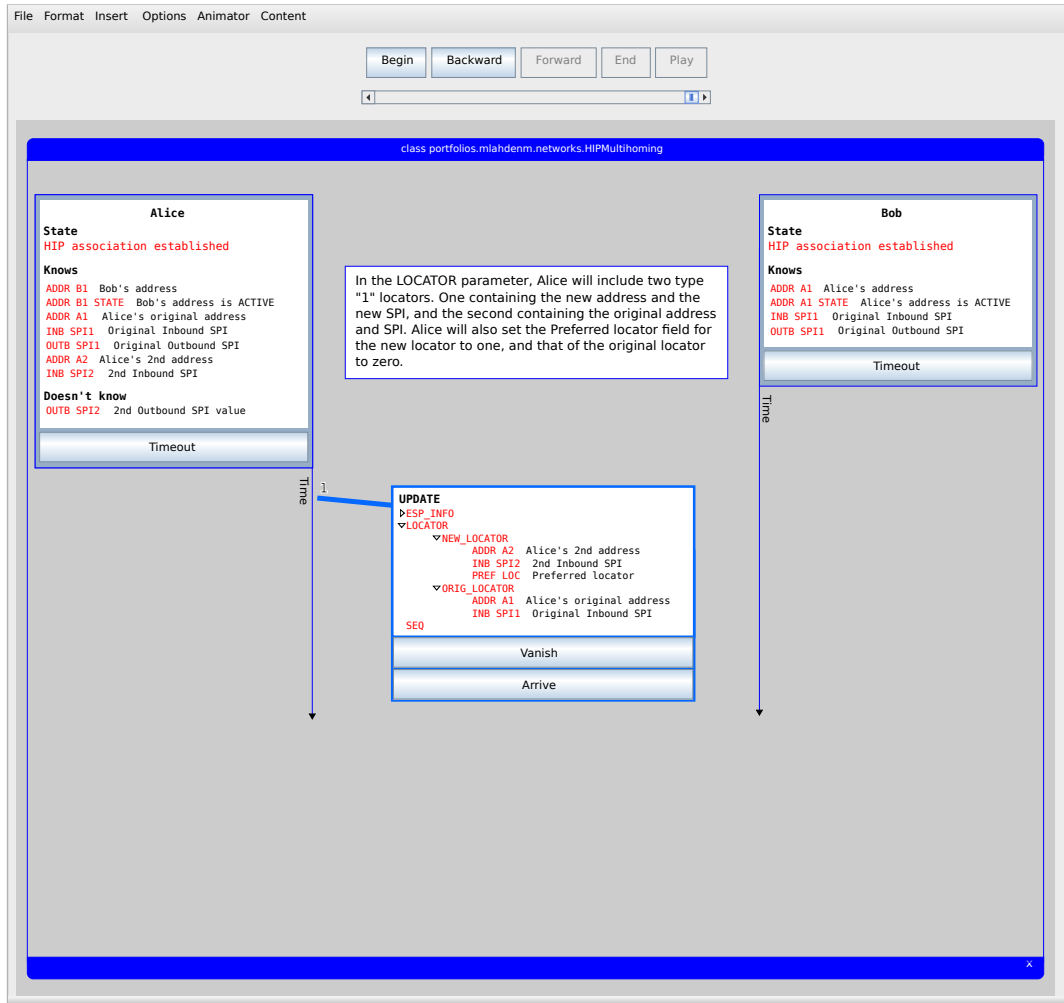 File Format Insert Options Animator Content
Begin Backward Forward End Play
class portfolios.mlahdenm.networks.HIPMultihoming
Alice
State
HIP association established
Knows
ADDR B1 Bob's address
ADDR B1 STATE Bob's address is ACTIVE
ADDR A1 Alice's original address
INB SPI1 Original Inbound SPI
OUTB SPI1 Original Outbound SPI
ADDR A2 Alice's 2nd address
INB SPI2 2nd Inbound SPI
Doesn't know
OUTB SPI2 2nd Outbound SPI value
Timeout
Time
In the LOCATOR parameter, Alice will include two type
"1" locators. One containing the new address and the
new SPI, and the second containing the original address
and SPI. Alice will also set the Preferred locator field for
the new locator to one, and that of the original locator
to zero.
Bob
State
HIP association established
Knows
ADDR A1 Alice's address
ADDR A1 STATE Alice's address is ACTIVE
INB SPI1 Original Inbound SPI
OUTB SPI1 Original Outbound SPI
Timeout
Time
1
UPDATE
ESP_INFO
LOCATOR
NEW_LOCATOR
ADDR A2 Alice's 2nd address
INB SPI2 2nd Inbound SPI
PREF LOC Preferred locator
ORIG_LOCATOR
ADDR A1 Alice's original address
INB SPI1 Original Inbound SPI
SEQ
Vanish
Arrive
X